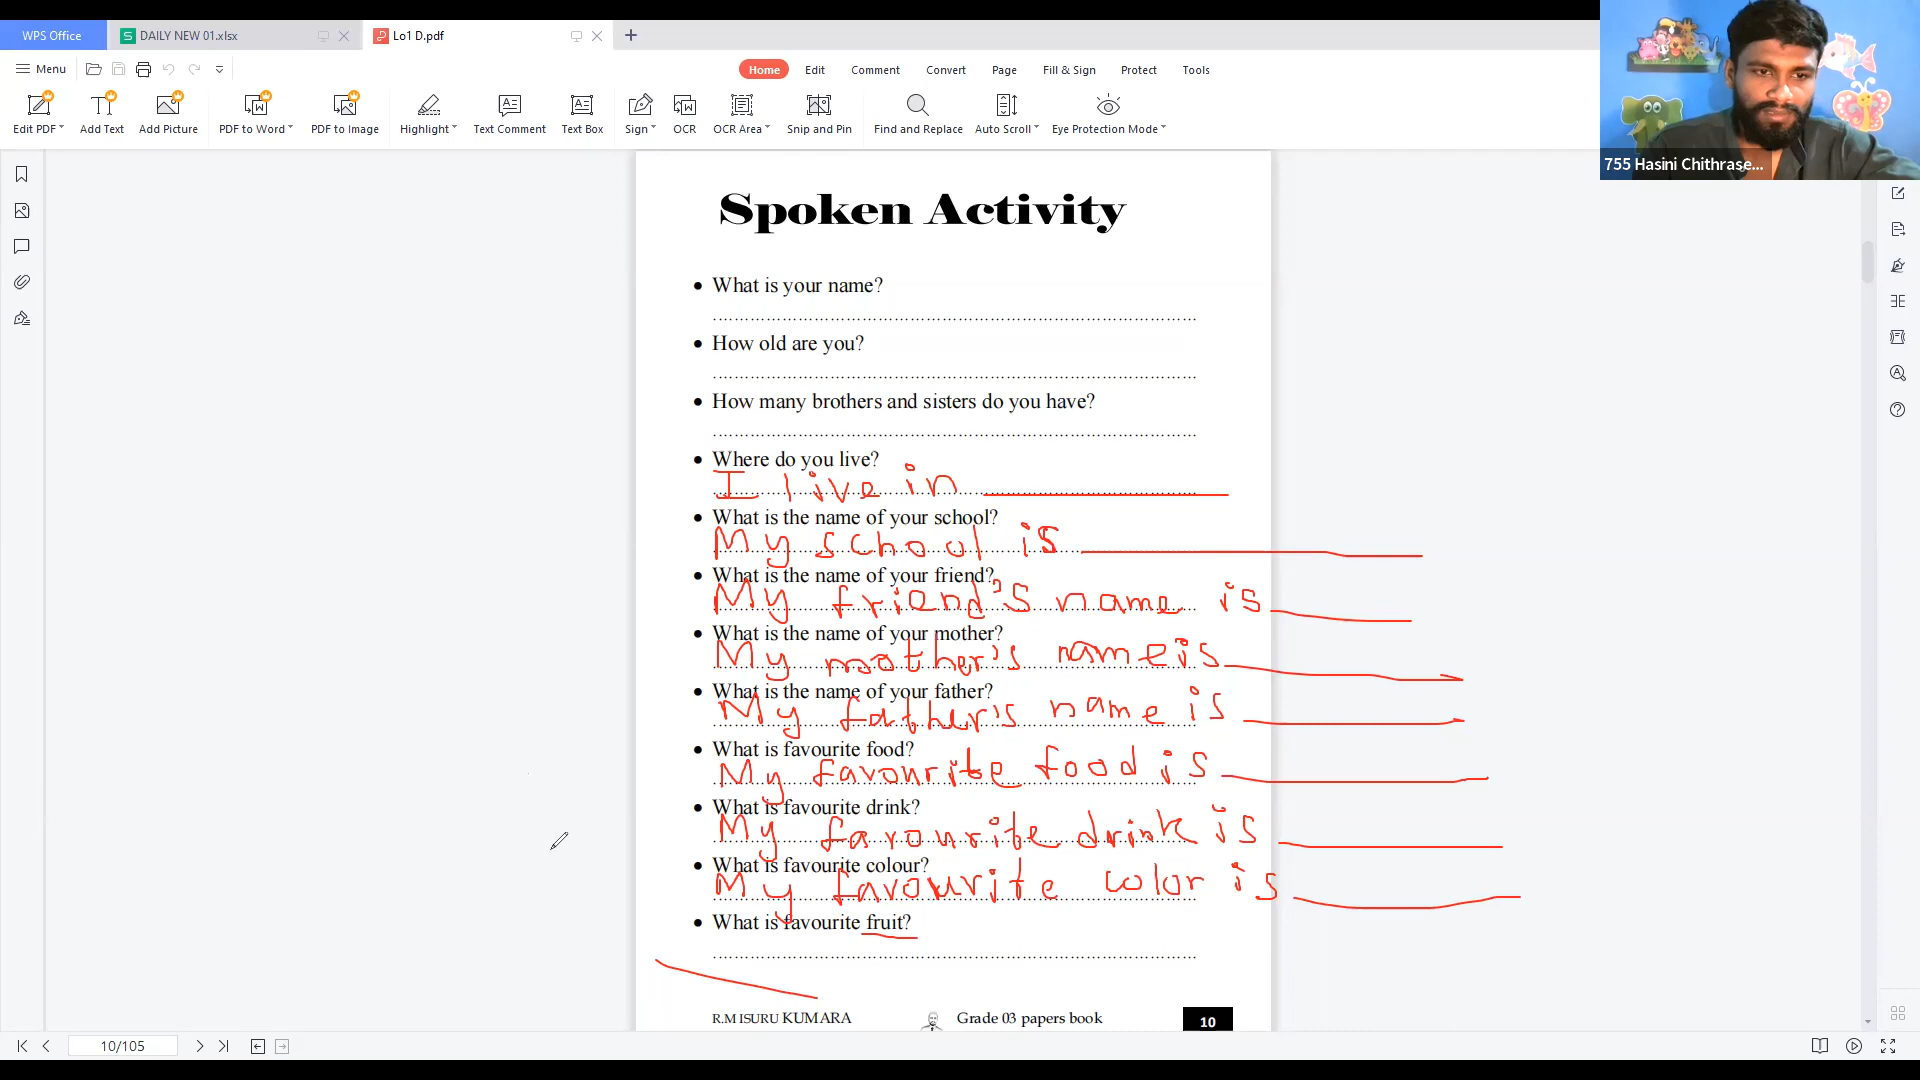 WPS Office
DAILY NEW 01.xlsx
Lo1 D.pdf
Menu
Home Edit Comment Convert Page Fill & Sign Protect Tools
Edit PDF Add Text Add Picture PDF to Word PDF to Image Highlight Text Comment Text Box Sign OCR OCR Area Snip and Pin Find and Replace Auto Scroll Eye Protection Mode
755 Hasini Chithrase...
Spoken Activity
• What is your name?
• How old are you?
• How many brothers and sisters do you have?
• Where do you live?
I live in
• What is the name of your school?
My school is
• What is the name of your friend?
My friend's name is
• What is the name of your mother?
My mother's name is
• What is the name of your father?
My father's name is
• What is favourite food?
My favourite food is
• What is favourite drink?
My favourite drink is
• What is favourite colour?
My favourite color is
• What is favourite fruit?
R.M ISURU KUMARA Grade 03 papers book 10
10/105